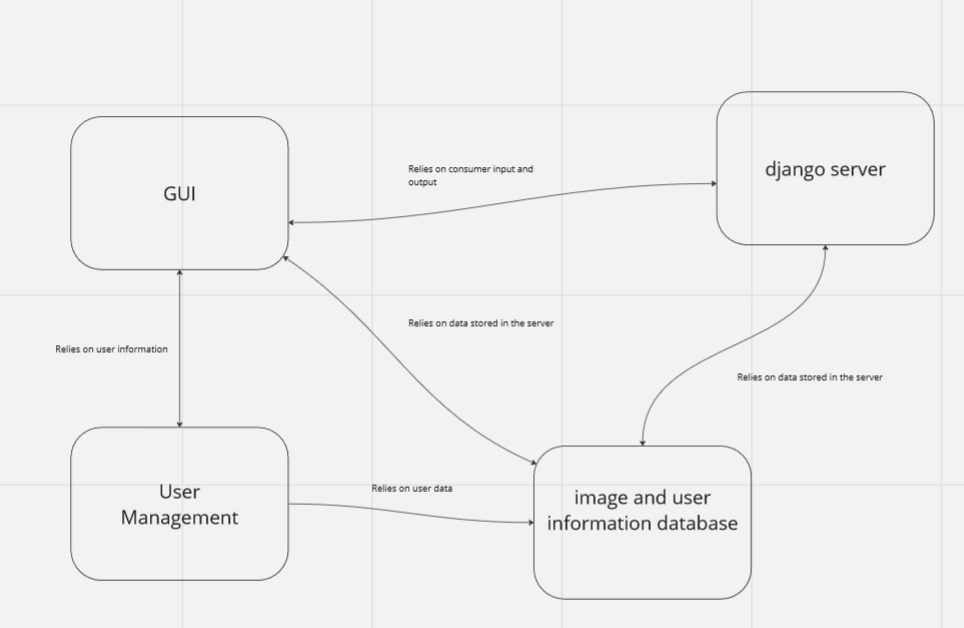 django server
GUI
Relies on consumer input and
output
Relies on data stored in the server
Relies on user information
Relies on data stored in the server
User
Management
Relies on user data
image and user
information database